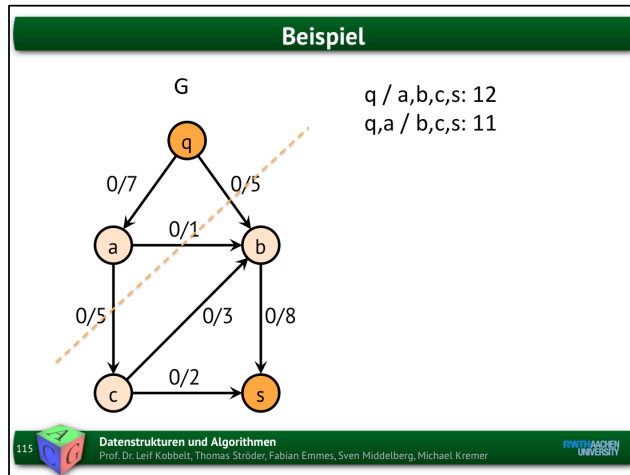 Beispiel
G
q / a,b,c,s: 12
q,a / b,c,s: 11
q
0/7
0/5
0/1
a
b
0/5
0/3
0/8
0/2
c
s
115
A
C
G
Datenstrukturen und Algorithmen
Prof. Dr. Leif Kobbelt, Thomas Ströder, Fabian Emmes, Sven Middelberg, Michael Kremer
RWTHAACHEN
UNIVERSITY